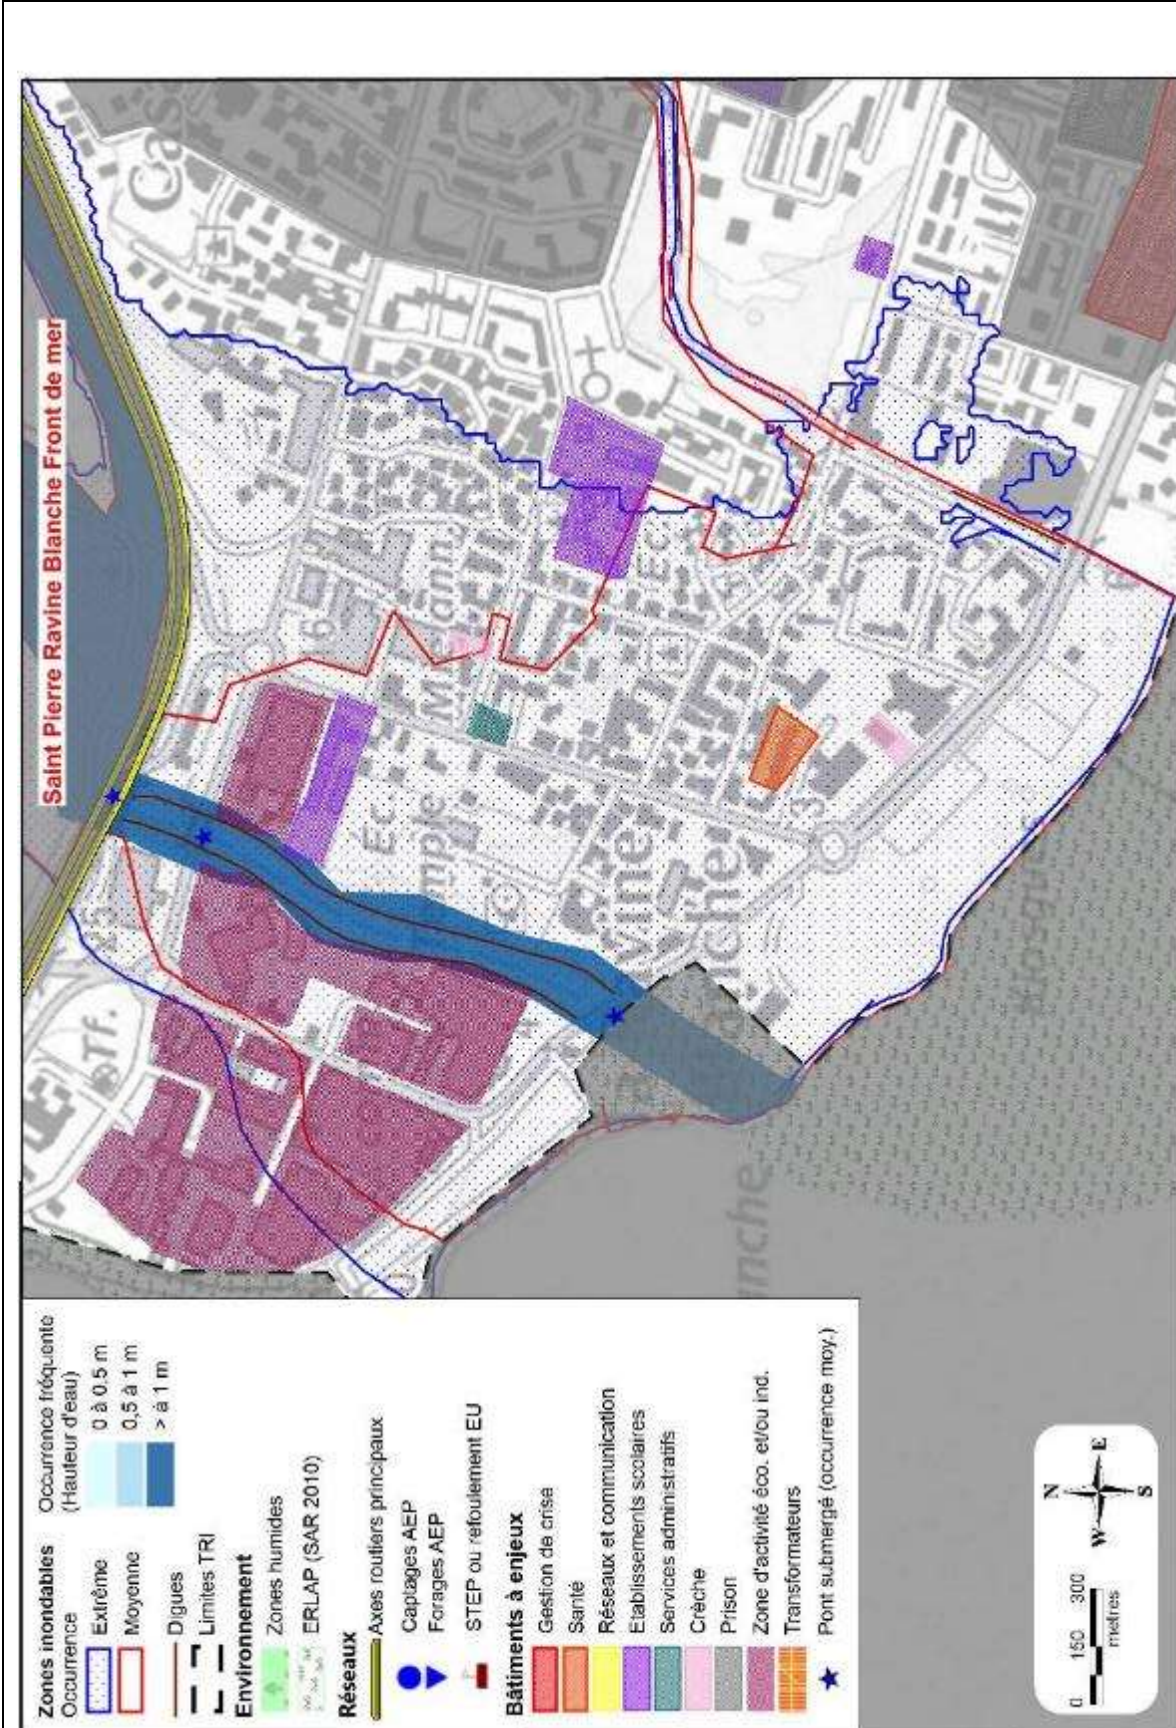 Saint Pierre Ravine Blanche Front de mer
Zones inondables
Occurrence
Extrême
Moyenne
Digues
Limites TRI
Occurrence fréquente
(Hauteur d'eau)
0 à 0.5 m
0,5 à 1 m
> à 1 m
Environnement
Zones humides
ERLAP (SAR 2010)
Réseaux
Axes routiers principaux
Captages AEP
Forages AEP
STEP ou refoulement EU
Bâtiments à enjeux
Gestion de crise
Santé
Réseaux et communication
Etablissements scolaires
Services administratifs
Crèche
Prison
Zone d'activité éco. et/ou ind.
Transformateurs
Pont submergé (occurrence moy.)
0 150 300
metres
N
W E
S
Tf.
Éc